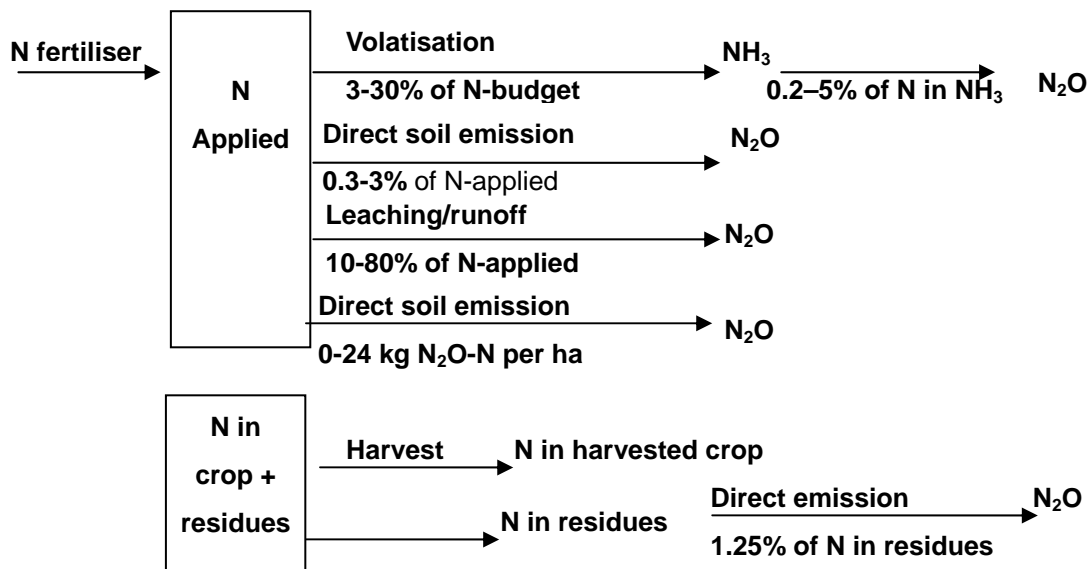 N fertiliser
N
Applied
Volatisation
3-30% of N-budget
NH₃
0.2–5% of N in NH₃
N₂O
Direct soil emission
0.3-3% of N-applied
N₂O
Leaching/runoff
10-80% of N-applied
N₂O
Direct soil emission
0-24 kg N₂O-N per ha
N₂O
N in
crop +
residues
Harvest
N in harvested crop
N in residues
Direct emission
1.25% of N in residues
N₂O